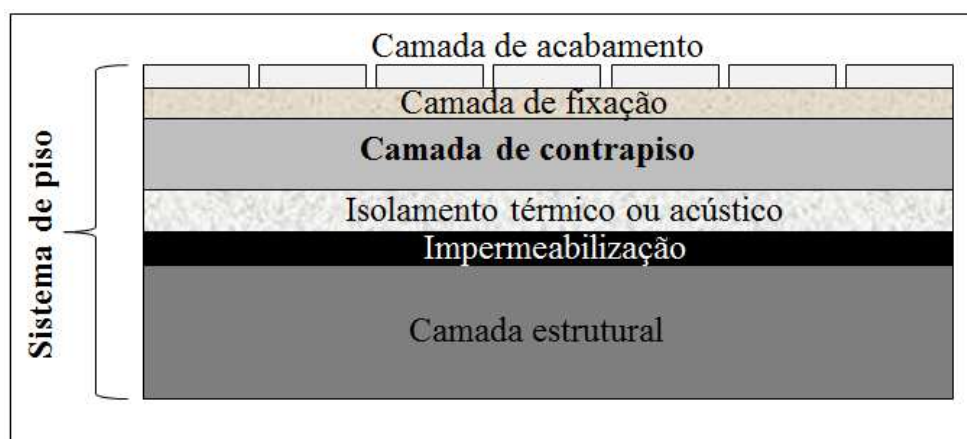 Camada de acabamento
Camada de fixação
Camada de contrapiso
Isolamento térmico ou acústico
Impermeabilização
Camada estrutural
Sistema de piso